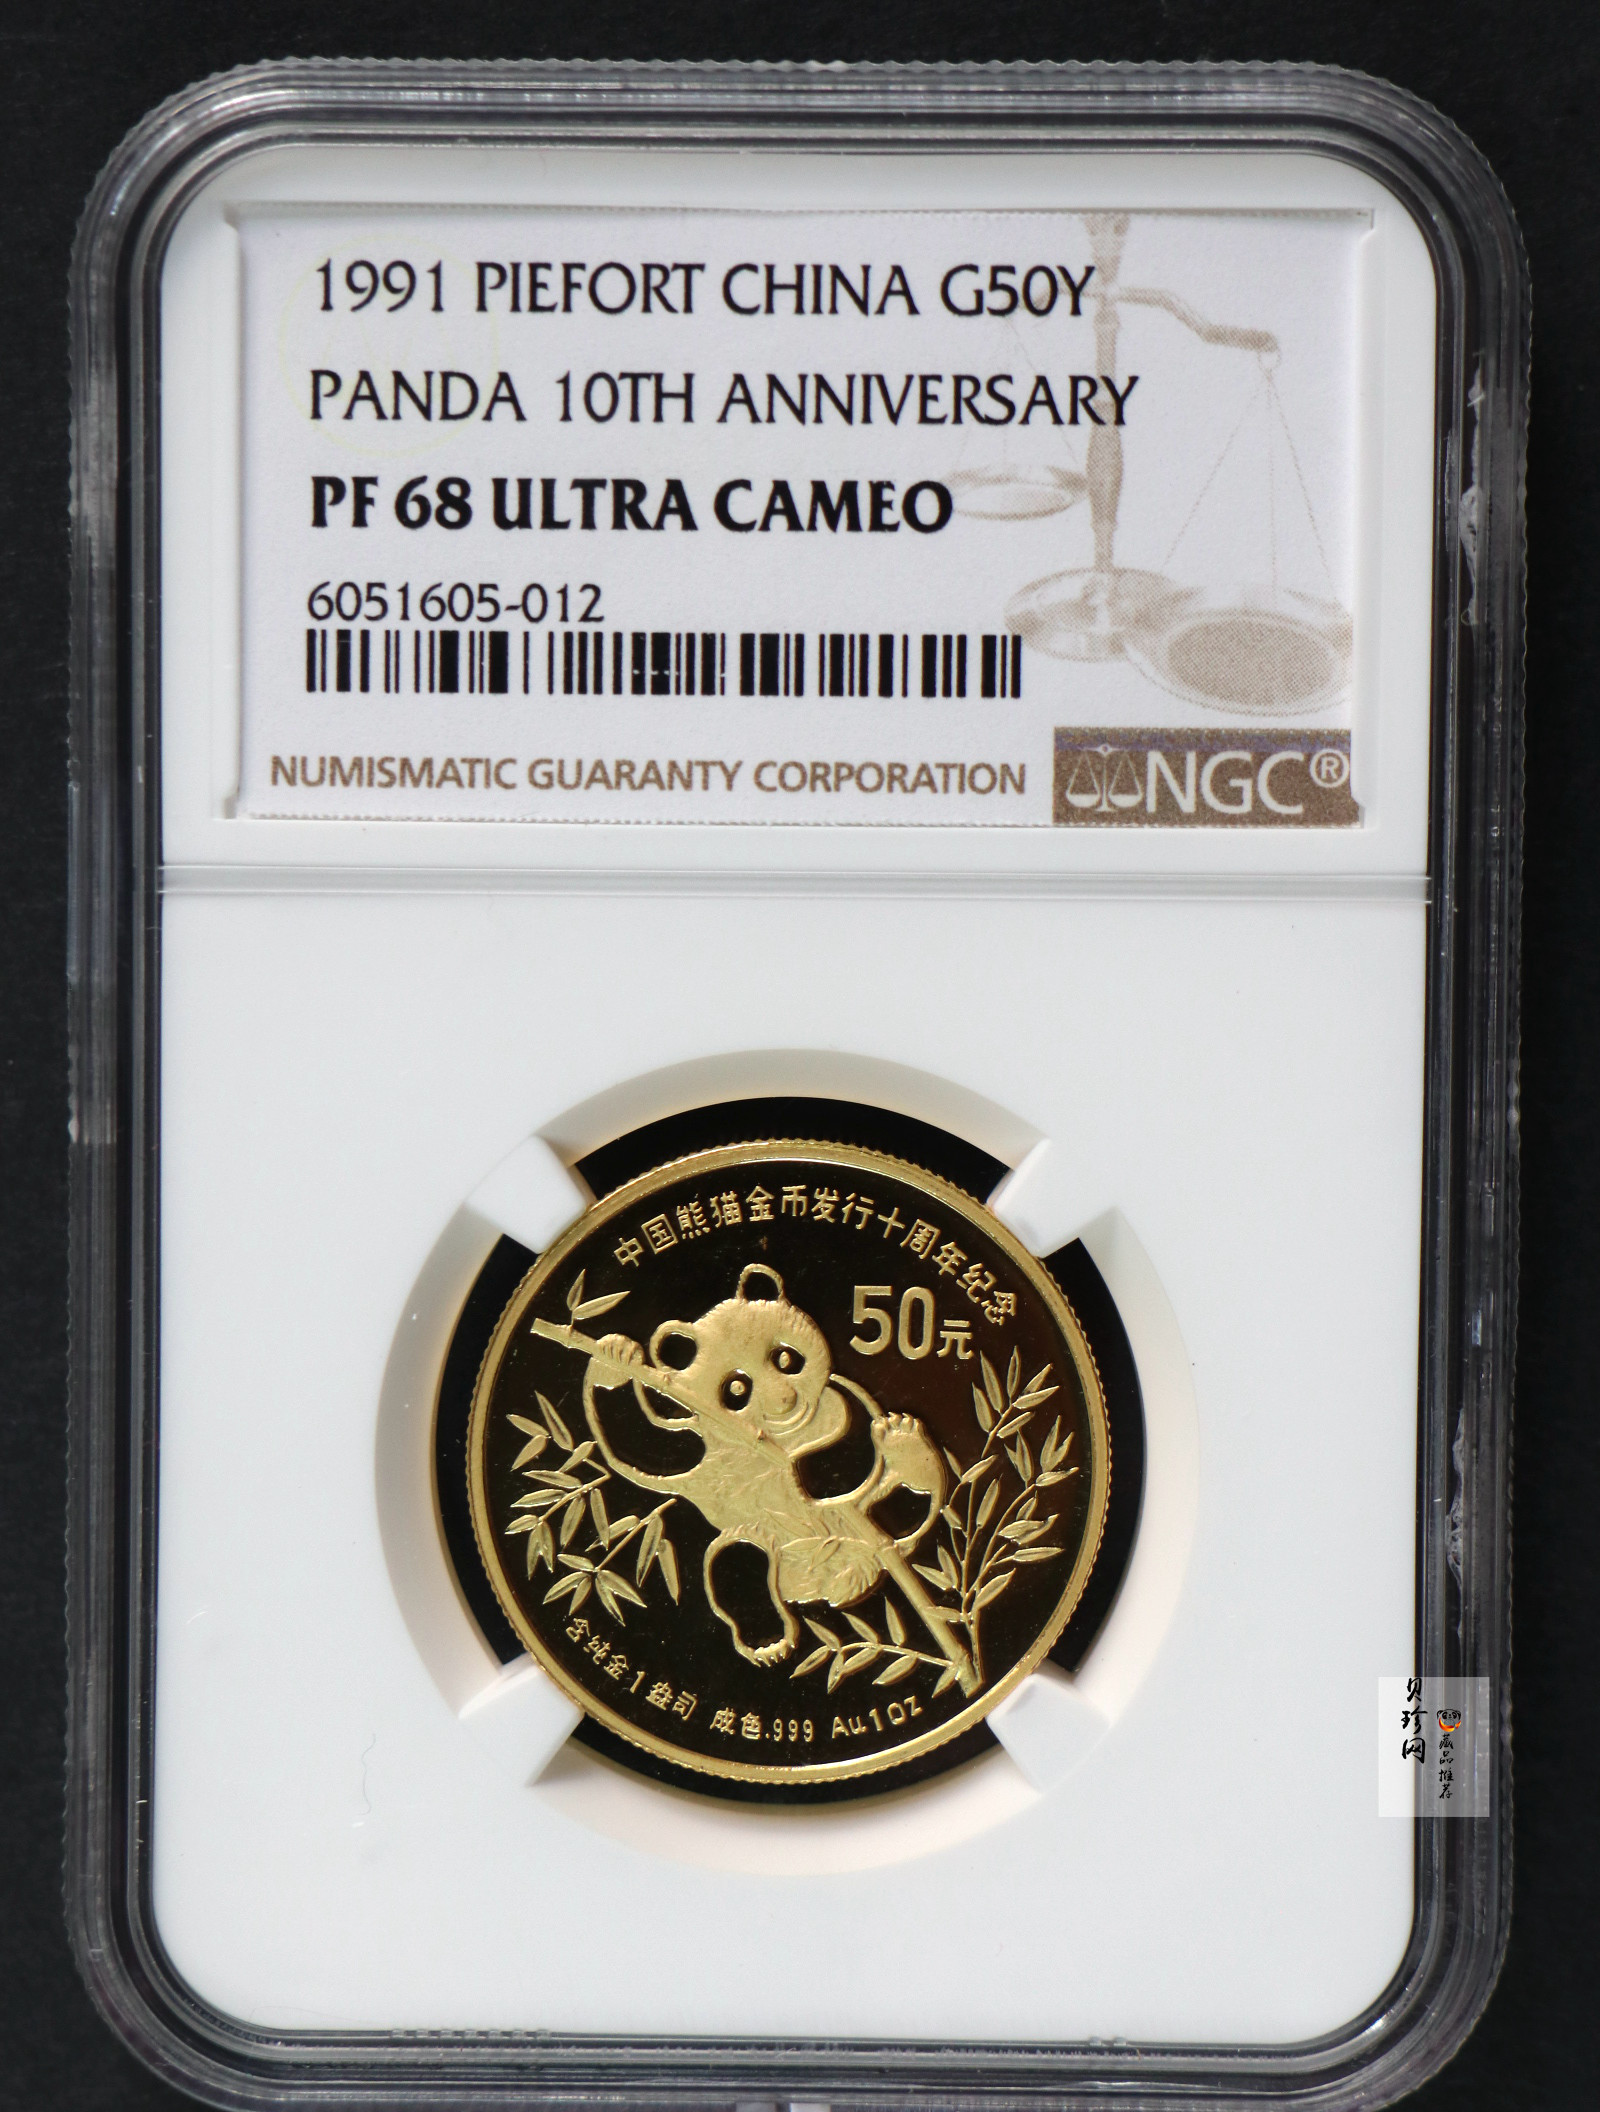 1991 PIEFORT CHINA G50Y
PANDA 10TH ANNIVERSARY
PF 68 ULTRA CAMEO
6051605-012
NUMISMATIC GUARANTY CORPORATION
NGC®
中国熊猫金币发行十周年纪念
50元
含纯金1盎司 成色.999 Au.1oz
贝珍网
藏品推荐